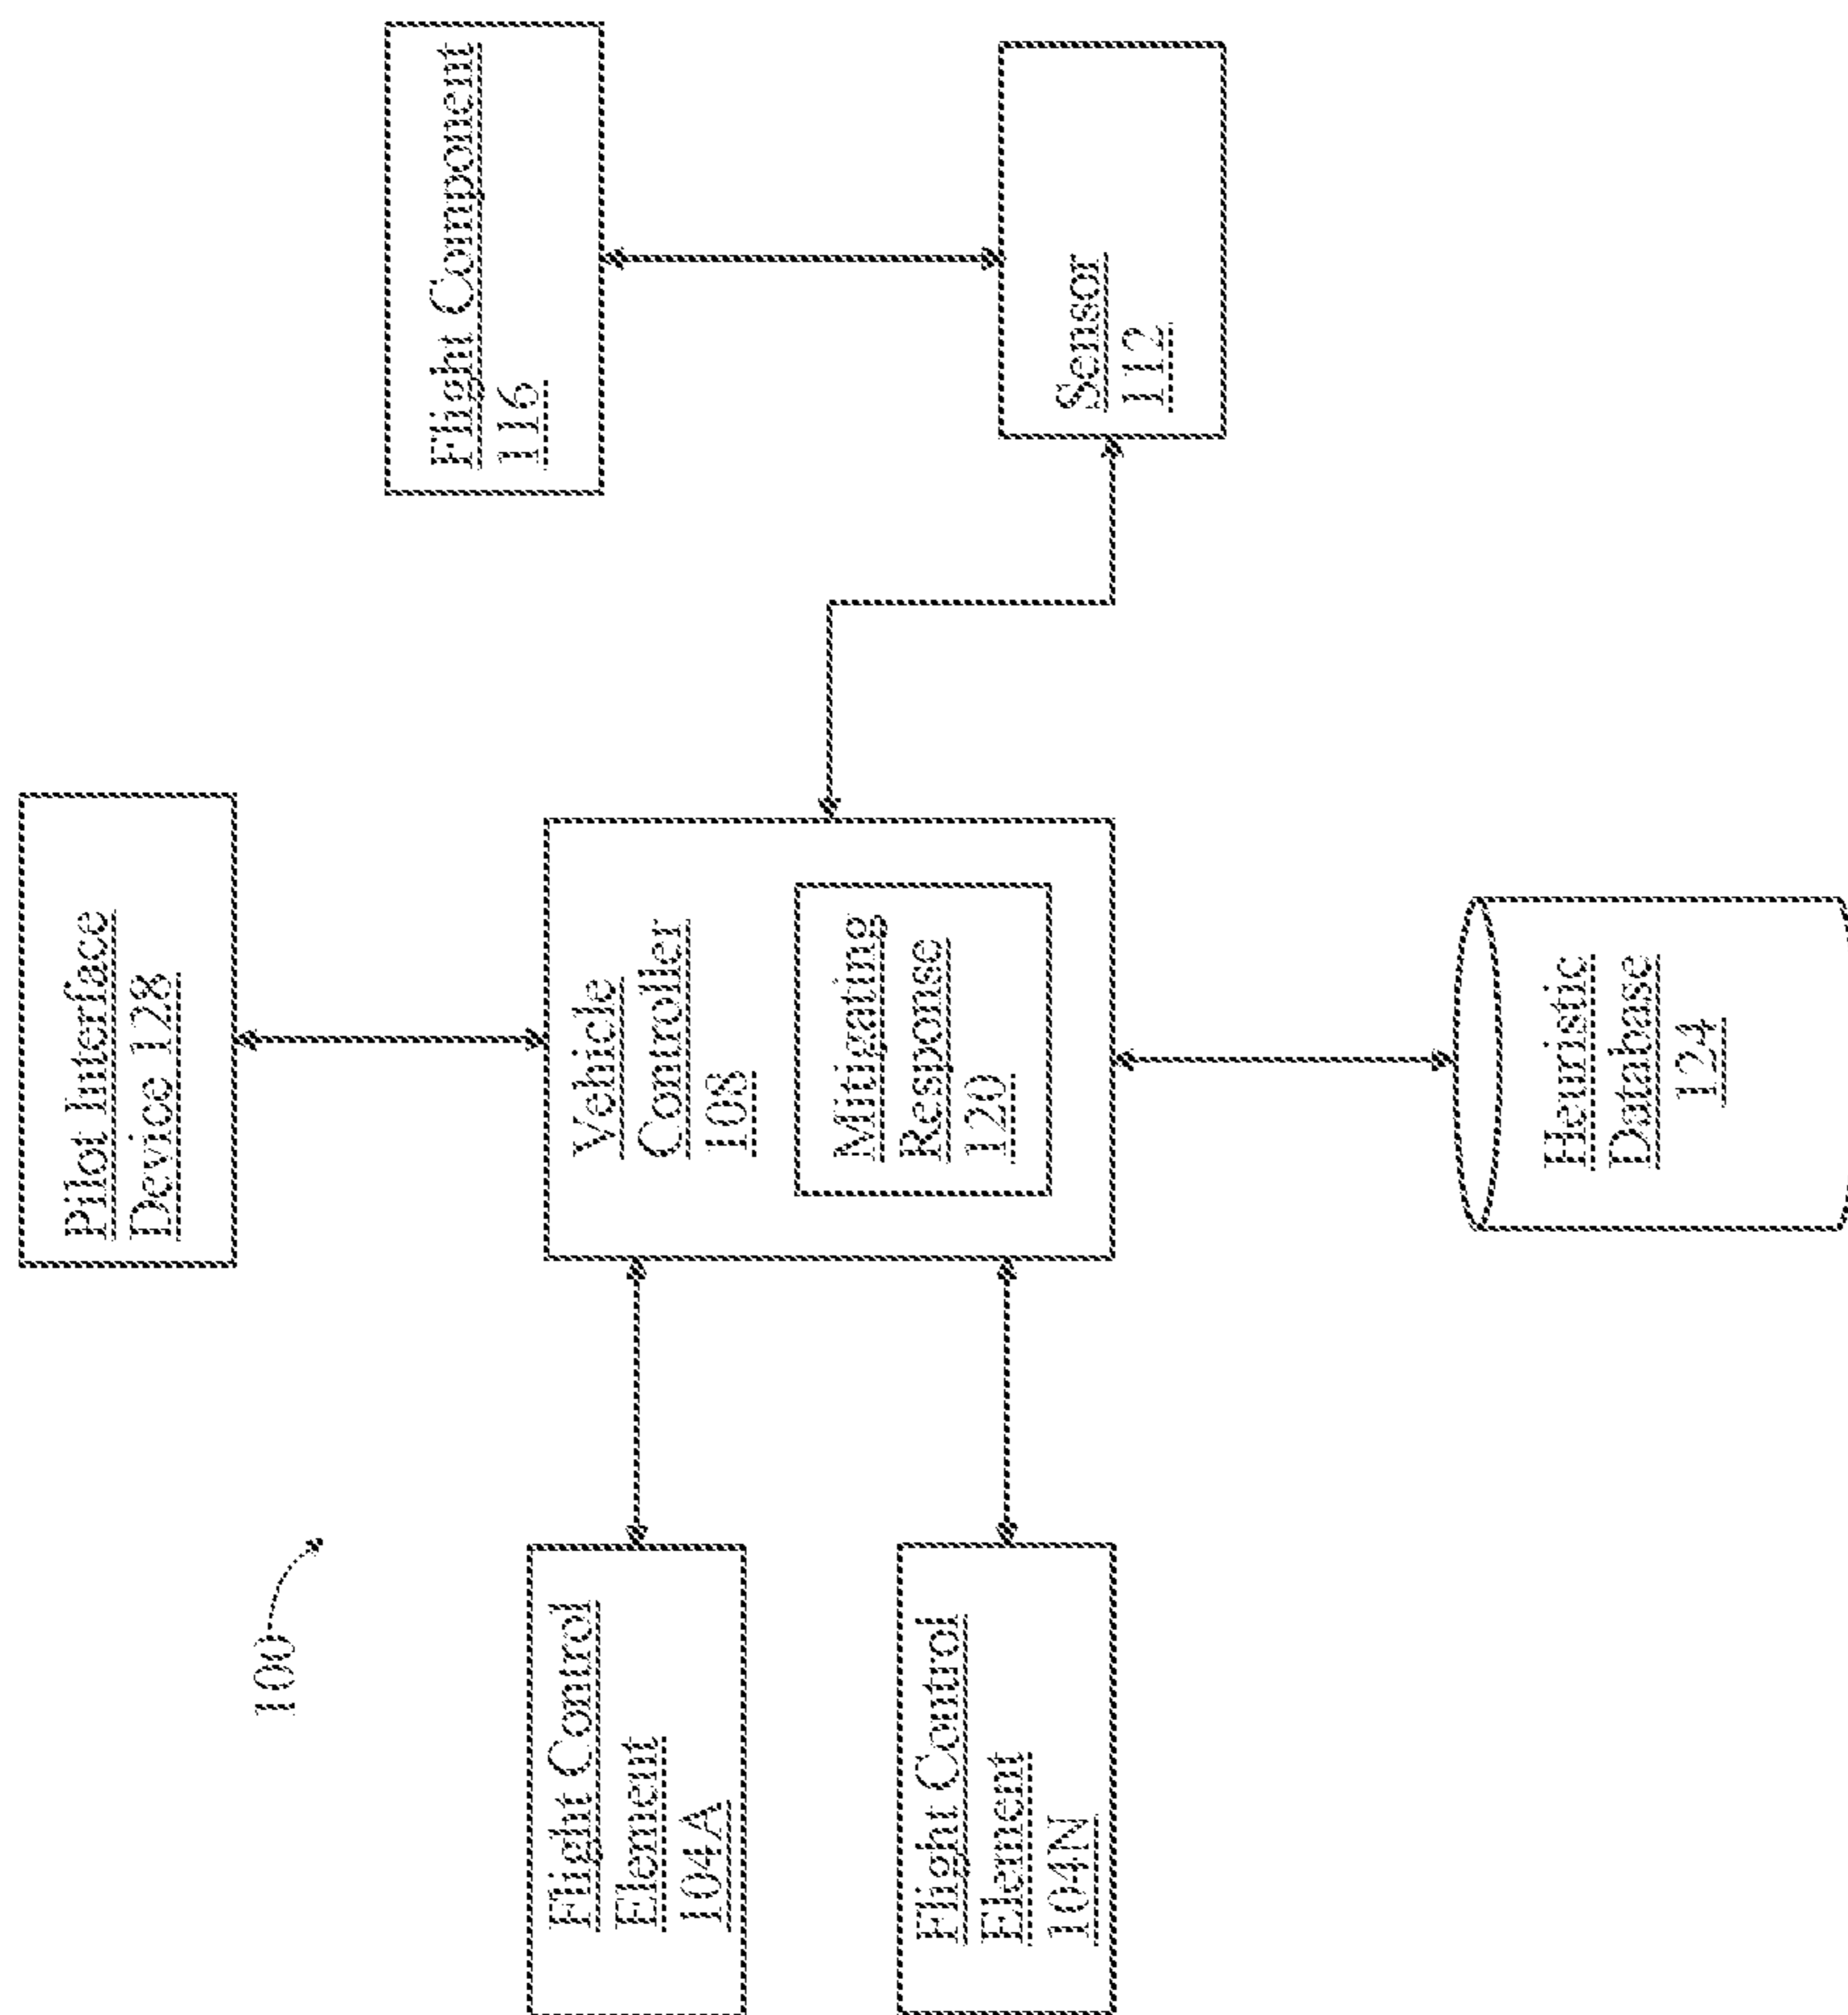 100
Pilot Interface
Device 128
Flight Control
Element
104A
Vehicle
Controller
108
Flight Component
116
Flight Control
Element
104N
Mitigating
Response
120
Sensor
112
Heuristic
Database
124